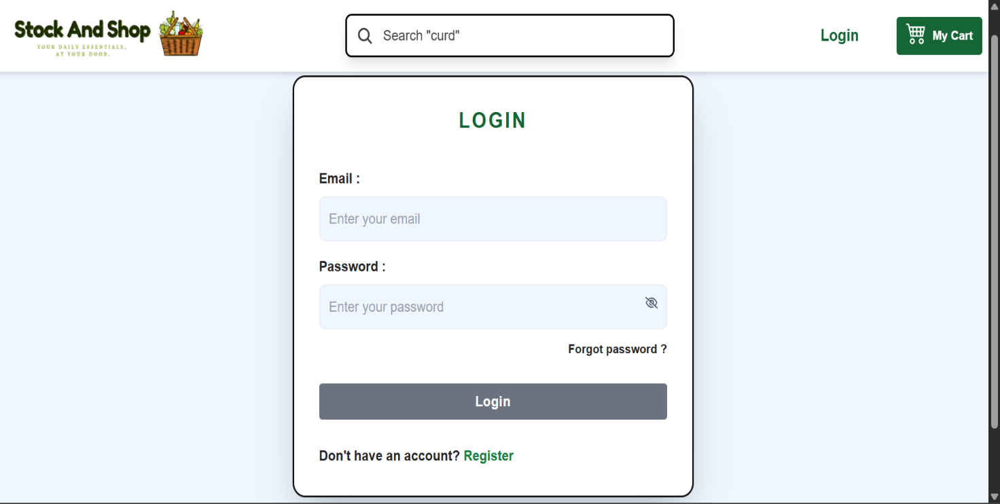 Stock And Shop
YOUR DAILY ESSENTIALS,
AT YOUR DOOR.
Search "curd"
Login
My Cart
LOGIN
Email :
Enter your email
Password :
Enter your password
Forgot password ?
Login
Don't have an account? Register